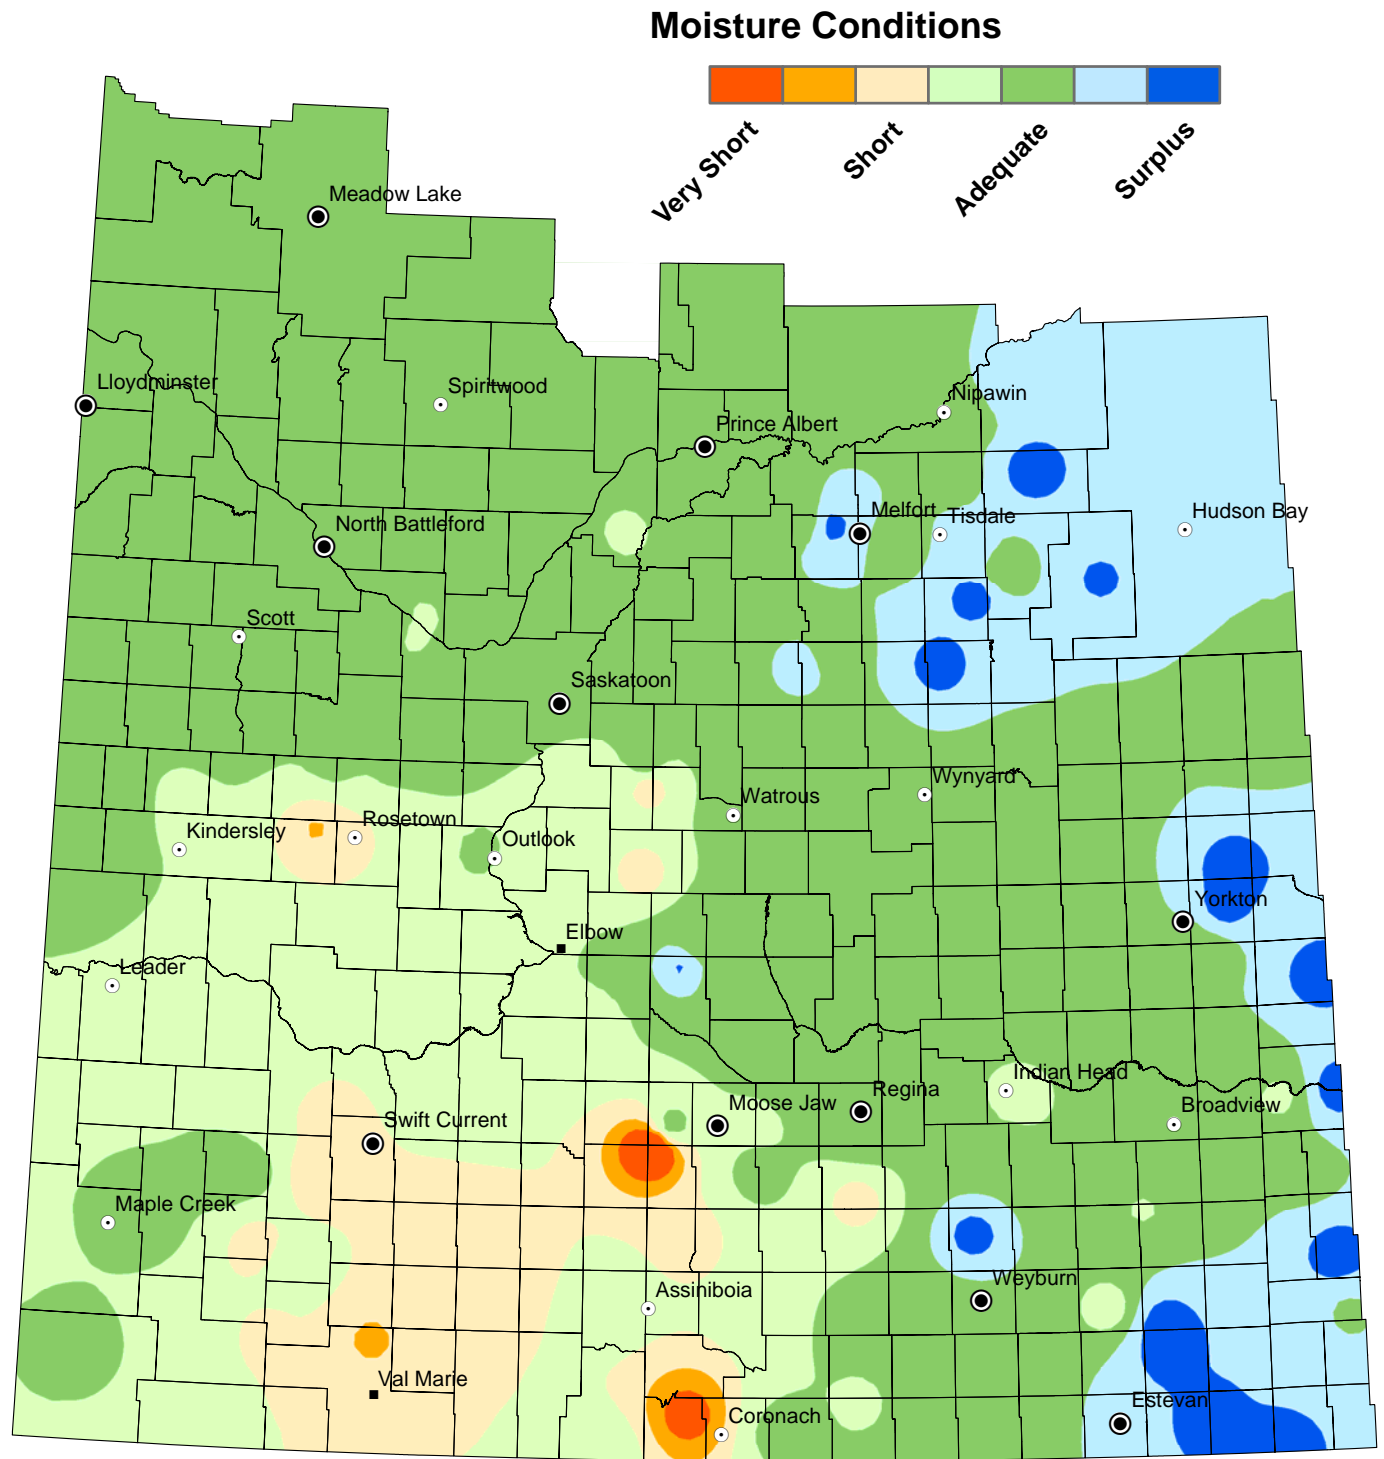 Moisture Conditions
Very Short
Short
Adequate
Surplus
Meadow Lake
Lloydminster
Spiritwood
Nipawin
Prince Albert
Melfort
Tisdale
Hudson Bay
North Battleford
Scott
Saskatoon
Wynyard
Watrous
Rosetown
Kindersley
Outlook
Yorkton
Elbow
Leader
Indian Head
Regina
Moose Jaw
Broadview
Swift Current
Maple Creek
Weyburn
Assiniboia
Val Marie
Estevan
Coronach